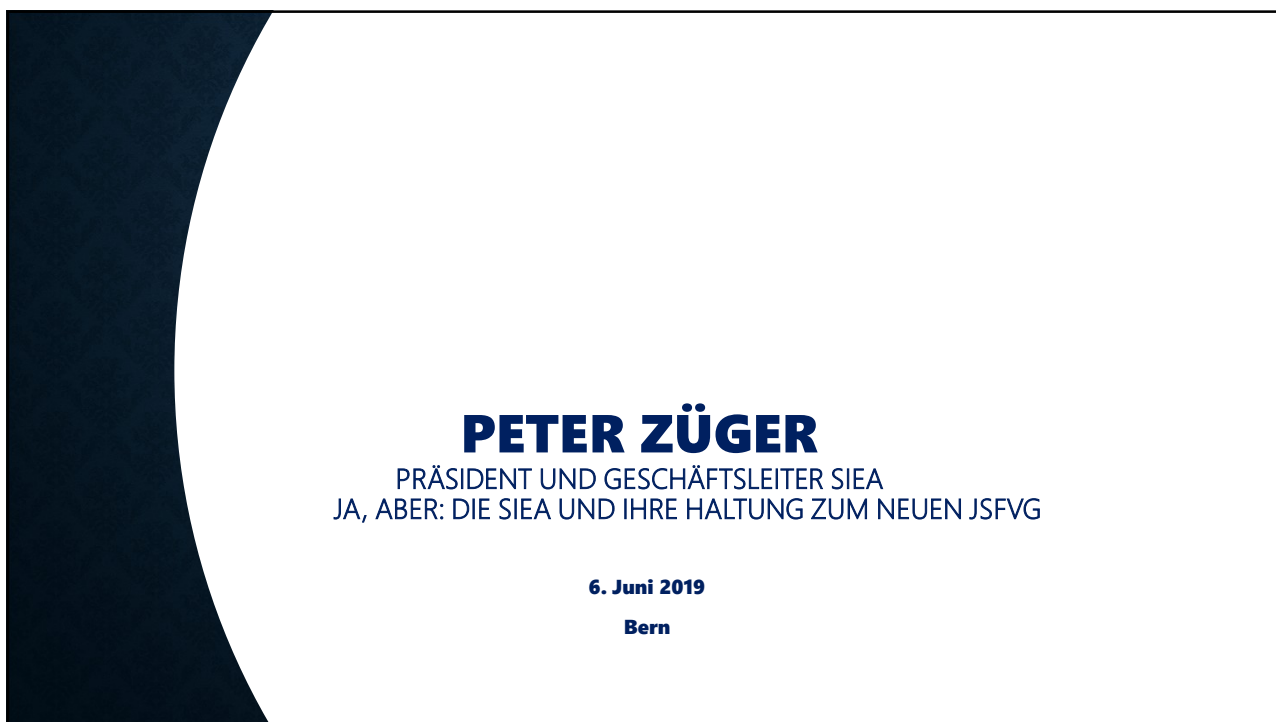 PETER ZÜGER
PRÄSIDENT UND GESCHÄFTSLEITER SIEA
JA, ABER: DIE SIEA UND IHRE HALTUNG ZUM NEUEN JSFVG
6. Juni 2019
Bern